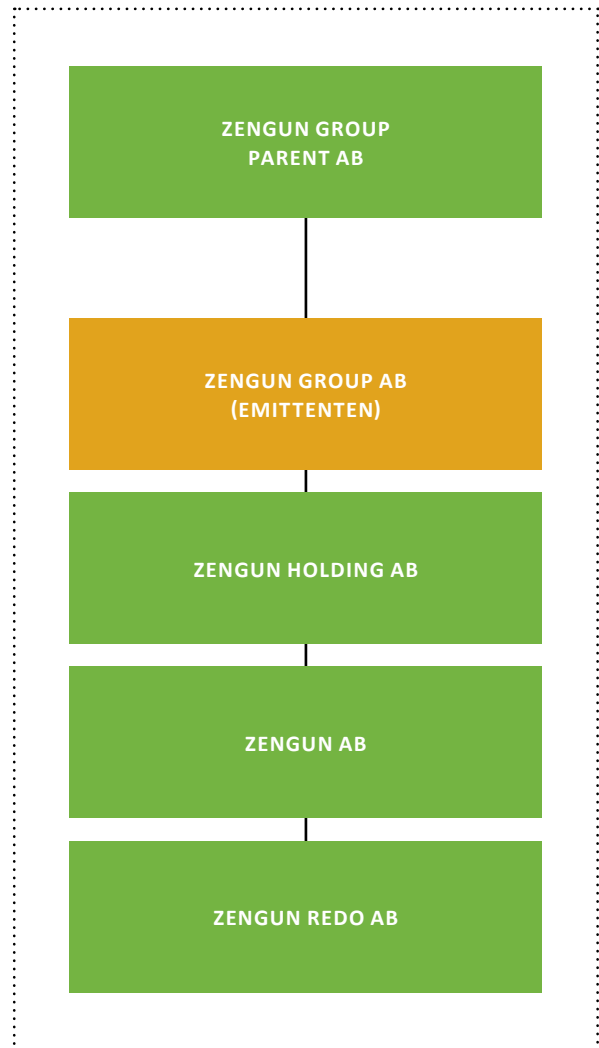 ZENGUN GROUP
PARENT AB
ZENGUN GROUP AB
(EMITTENTEN)
ZENGUN HOLDING AB
ZENGUN AB
ZENGUN REDO AB